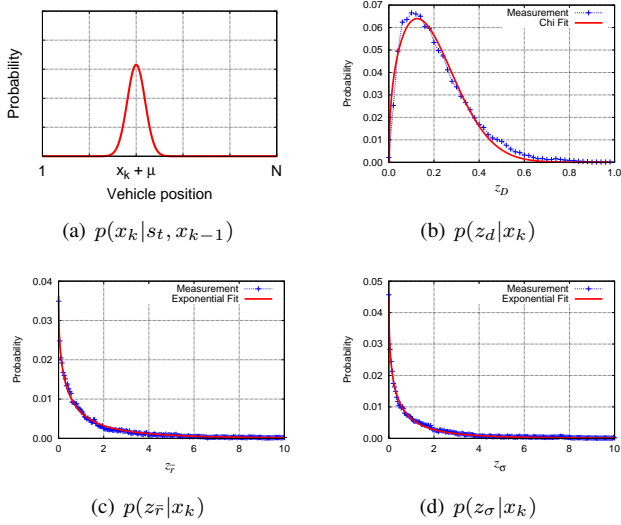 Probability
1
x_k + μ
N
Vehicle position
(a) p(x_k|s_t, x_{k−1})
Measurement
Chi Fit
Probability
0.07
0.06
0.05
0.04
0.03
0.02
0.01
0.00
0.0 0.2 0.4 0.6 0.8 1.0
z_D
(b) p(z_d|x_k)
Measurement
Exponential Fit
Probability
0.04
0.03
0.02
0.01
0.00
0 2 4 6 8 10
z_r̄
(c) p(z_r̄|x_k)
Measurement
Exponential Fit
Probability
0.05
0.04
0.03
0.02
0.01
0.00
0 2 4 6 8 10
z_σ
(d) p(z_σ|x_k)